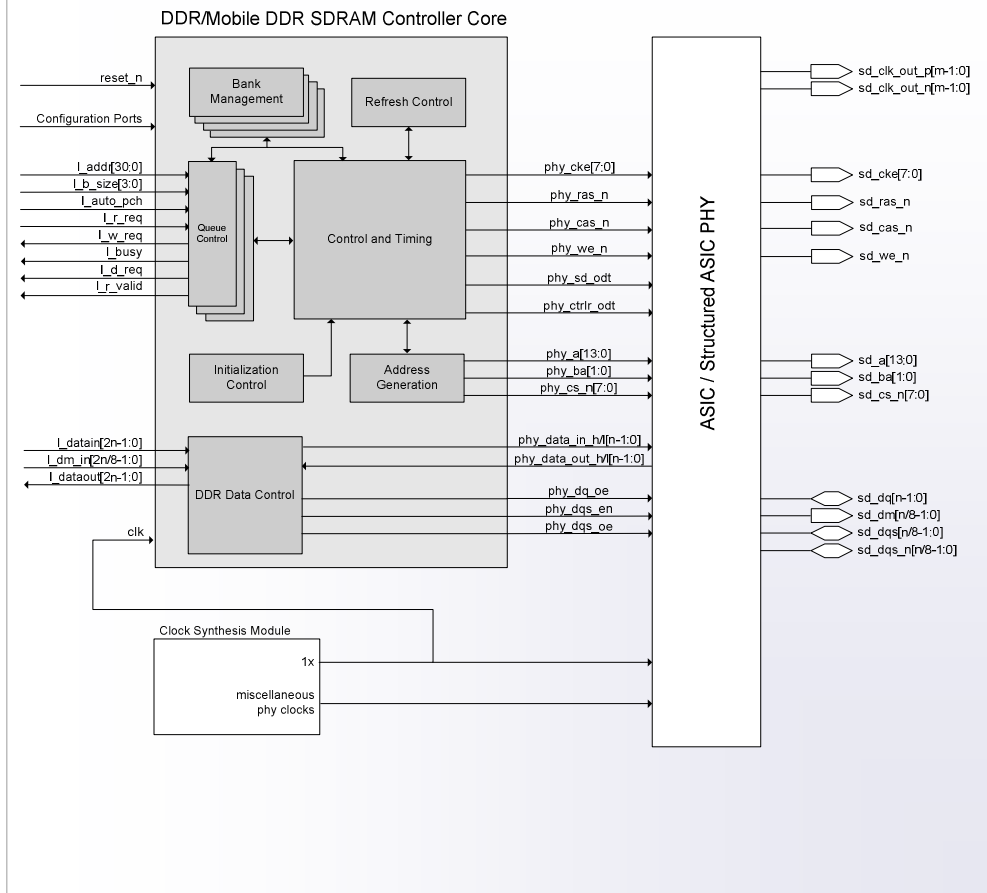 DDR/Mobile DDR SDRAM Controller Core
reset_n
Configuration Ports
l_addr[30:0]
l_b_size[3:0]
l_auto_pch
l_r_req
l_w_req
l_busy
l_d_req
l_r_valid
Bank
Management
Refresh Control
Queue
Control
Control and Timing
Initialization
Control
Address
Generation
l_datain[2n-1:0]
l_dm_in[2n/8-1:0]
l_dataout[2n-1:0]
DDR Data Control
clk
phy_cke[7:0]
phy_ras_n
phy_cas_n
phy_we_n
phy_sd_odt
phy_ctrlr_odt
phy_a[13:0]
phy_ba[1:0]
phy_cs_n[7:0]
phy_data_in_h/l[n-1:0]
phy_data_out_h/l[n-1:0]
phy_dq_oe
phy_dqs_en
phy_dqs_oe
ASIC / Structured ASIC PHY
sd_clk_out_p[m-1:0]
sd_clk_out_n[m-1:0]
sd_cke[7:0]
sd_ras_n
sd_cas_n
sd_we_n
sd_a[13:0]
sd_ba[1:0]
sd_cs_n[7:0]
sd_dq[n-1:0]
sd_dm[n/8-1:0]
sd_dqs[n/8-1:0]
sd_dqs_n[n/8-1:0]
Clock Synthesis Module
1x
miscellaneous
phy clocks